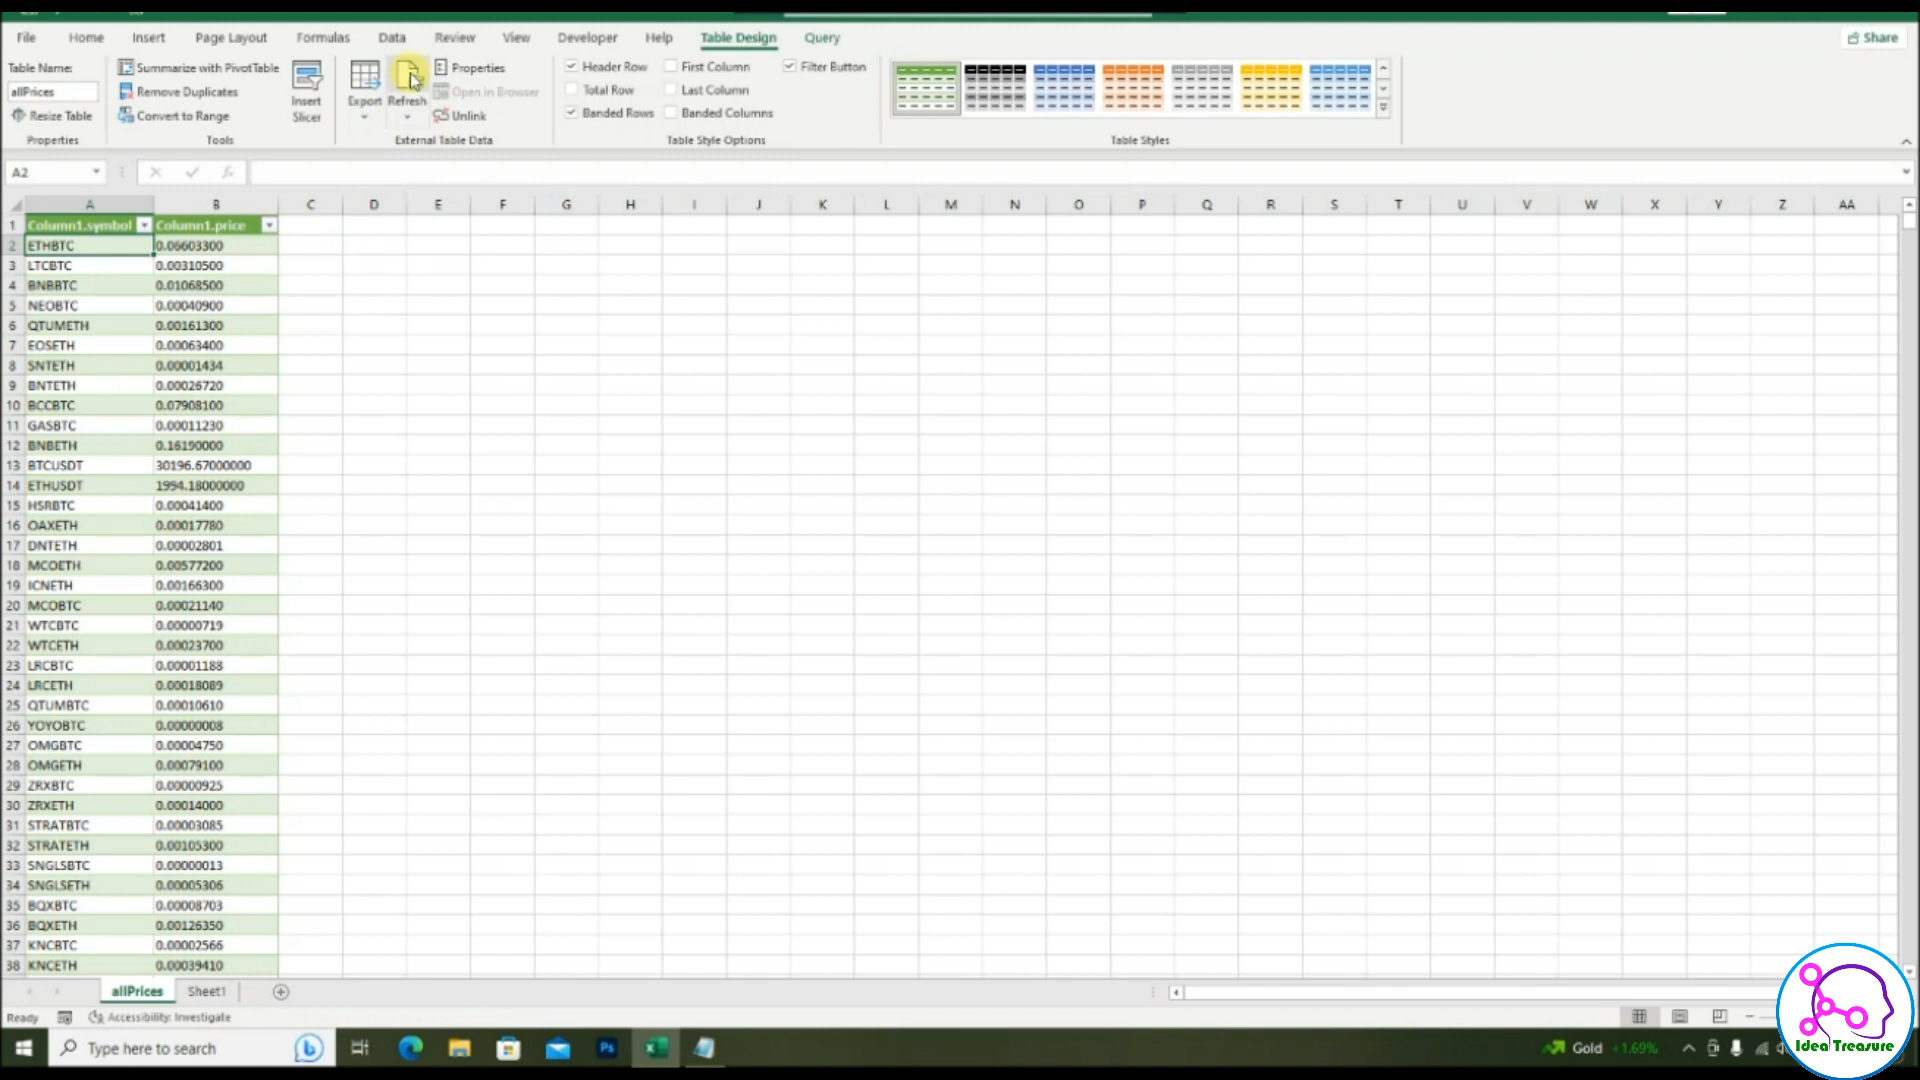 File Home Insert Page Layout Formulas Data Review View Developer Help Table Design Query Share
Table Name:
allPrices
Resize Table
Properties
Summarize with PivotTable
Remove Duplicates
Convert to Range
Tools
Insert
Slicer
Export Refresh
Properties
Open in Browser
Unlink
External Table Data
Header Row First Column Filter Button
Total Row Last Column
Banded Rows Banded Columns
Table Style Options
Table Styles
A2 fx
A B C D E F G H I J K L M N O P Q R S T U V W X Y Z AA
1 Column1.symbol Column1.price
2 ETHBTC 0.06603300
3 LTCBTC 0.00310500
4 BNBBTC 0.01068500
5 NEOBTC 0.00040900
6 QTUMETH 0.00161300
7 EOSETH 0.00063400
8 SNTETH 0.00001434
9 BNTETH 0.00026720
10 BCCBTC 0.07908100
11 GASBTC 0.00011230
12 BNBETH 0.16190000
13 BTCUSDT 30196.67000000
14 ETHUSDT 1994.18000000
15 HSRBTC 0.00041400
16 OAXETH 0.00017780
17 DNTETH 0.00002801
18 MCOETH 0.00577200
19 ICNETH 0.00166300
20 MCOBTC 0.00021140
21 WTCBTC 0.00000719
22 WTCETH 0.00023700
23 LRCBTC 0.00001188
24 LRCETH 0.00018089
25 QTUMBTC 0.00010610
26 YOYOBTC 0.00000008
27 OMGBTC 0.00004750
28 OMGETH 0.00079100
29 ZRXBTC 0.00000925
30 ZRXETH 0.00014000
31 STRATBTC 0.00003085
32 STRATETH 0.00105300
33 SNGLSBTC 0.00000013
34 SNGLSETH 0.00005306
35 BQXBTC 0.00008703
36 BQXETH 0.00126350
37 KNCBTC 0.00002566
38 KNCETH 0.00039410
allPrices Sheet1
Ready Accessibility: Investigate
Type here to search
Ps
Gold +1.69%
Idea Treasure